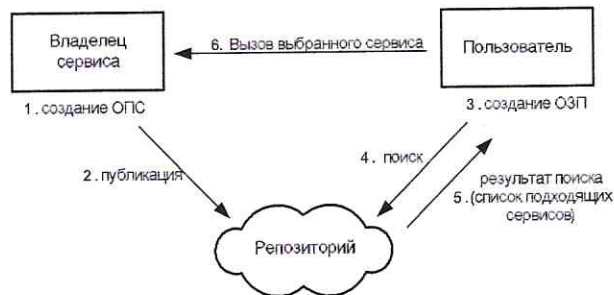 Владелец
сервиса
6. Вызов выбранного сервиса
Пользователь
1. создание ОПС
3. создание ОЗП
2. публикация
4. поиск
результат поиска
5. (список подходящих
сервисов)
Репозиторий